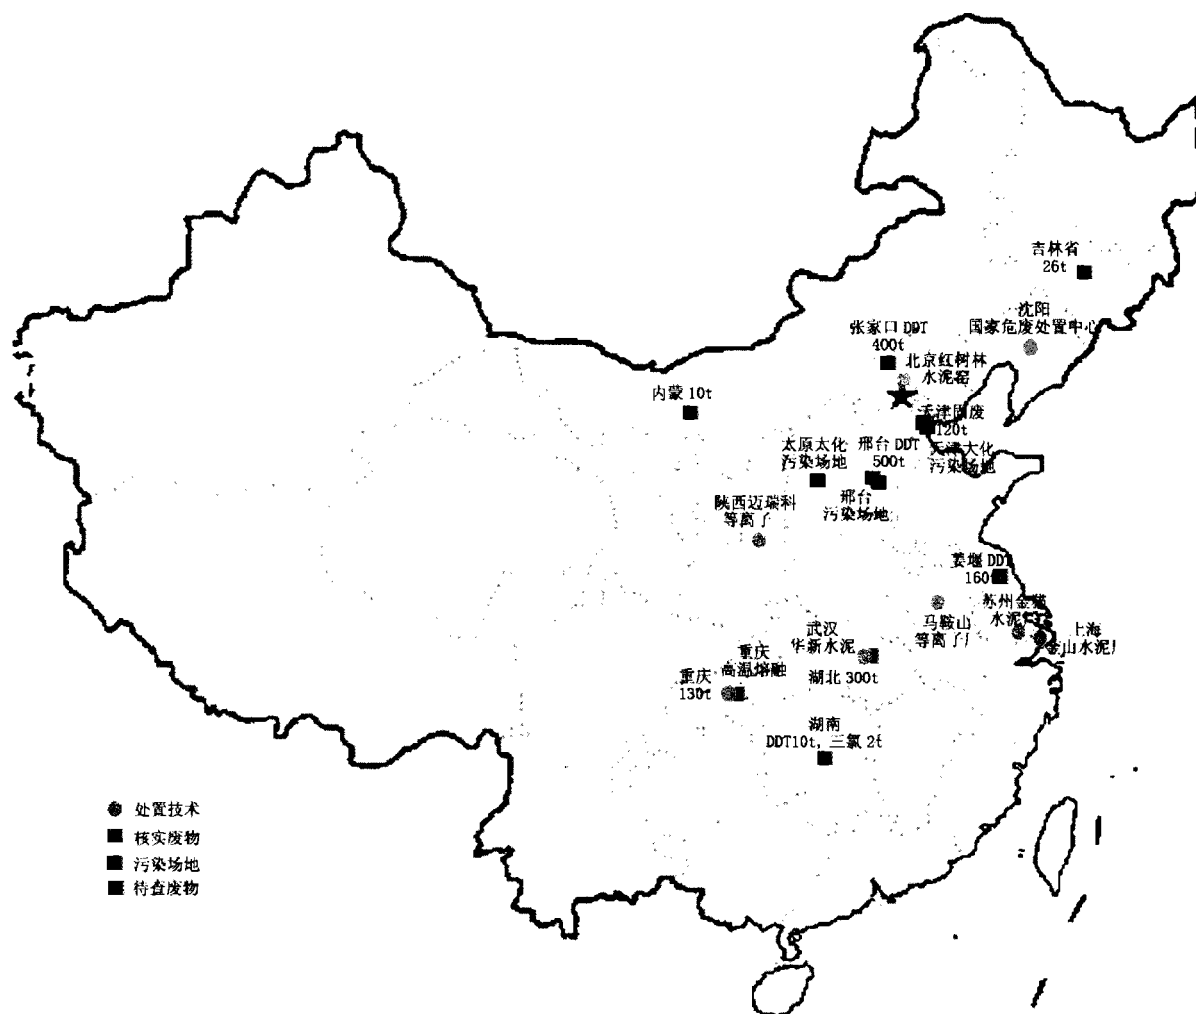 吉林省
26t
沈阳
国家危废处置中心
张家口 DDT
400t
北京红树林
水泥窑
内蒙 10t
天津固废
120t
太原太化
污染场地
邢台 DDT
500t
天津大化
污染场地
邢台
污染场地
陕西迈瑞科
等离子
姜堰 DDT
160t
苏州金猫
水泥
马鞍山
等离子厂
上海
金山水泥厂
武汉
华新水泥
重庆
高温熔融
湖北 300t
重庆
130t
湖南
DDT10t, 三氯 2t
处置技术
核实废物
污染场地
待查废物